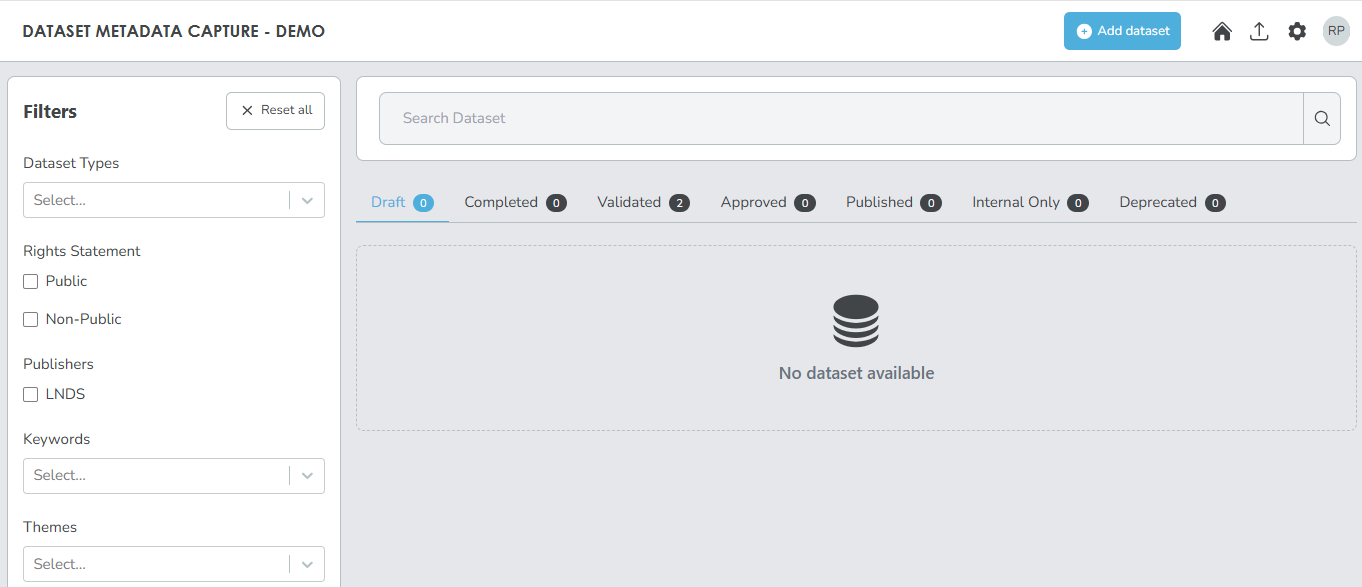 DATASET METADATA CAPTURE - DEMO
Add dataset
RP
Filters
Reset all
Dataset Types
Select...
Rights Statement
Public
Non-Public
Publishers
LNDS
Keywords
Select...
Themes
Select...
Search Dataset
Draft 0 Completed 0 Validated 2 Approved 0 Published 0 Internal Only 0 Deprecated 0
No dataset available